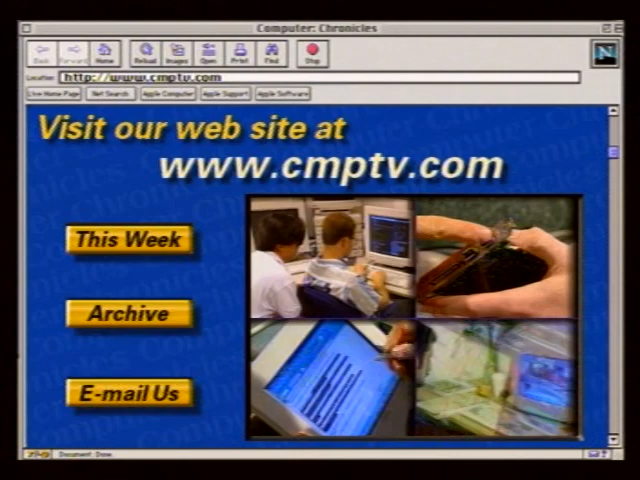 Computer: Chronicles
Back Forward Home Reload Images Open Print Find Stop
N
Location: http://www.cmptv.com
Live Home Page Net Search Apple Computer Apple Support Apple Software
Visit our web site at
www.cmptv.com
This Week
Archive
E-mail Us
Document: Done.